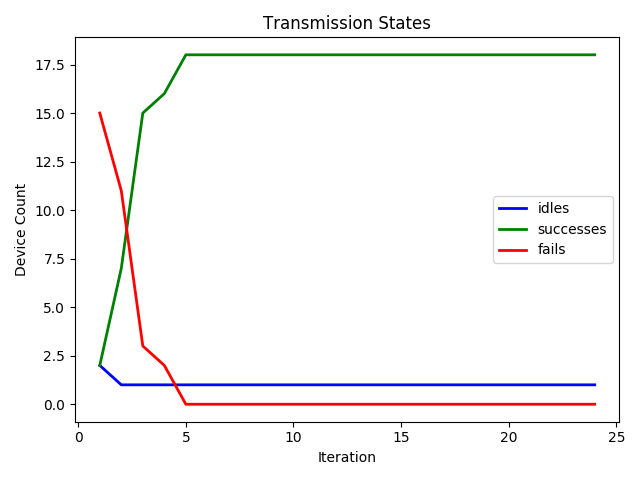 Transmission States
Device Count
17.5
15.0
12.5
10.0
7.5
5.0
2.5
0.0
idles
successes
fails
0 5 10 15 20 25
Iteration